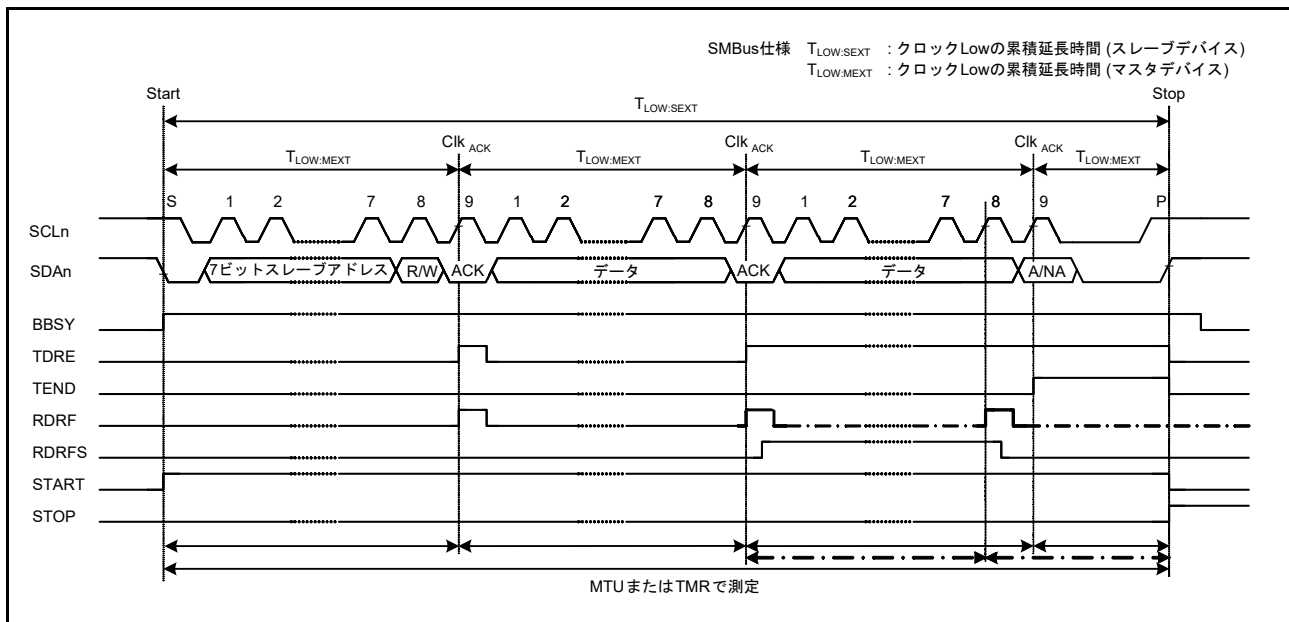 SMBus仕様 TLOW:SEXT : クロックLowの累積延長時間 (スレーブデバイス)
TLOW:MEXT : クロックLowの累積延長時間 (マスタデバイス)
Start Stop
TLOW:SEXT
Clk ACK Clk ACK Clk ACK
TLOW:MEXT TLOW:MEXT TLOW:MEXT TLOW:MEXT
S 1 2 7 8 9 1 2 7 8 9 1 2 7 8 9 P
SCLn
SDAn 7ビットスレーブアドレス R/W ACK データ ACK データ A/NA
BBSY
TDRE
TEND
RDRF
RDRFS
START
STOP
MTUまたはTMRで測定